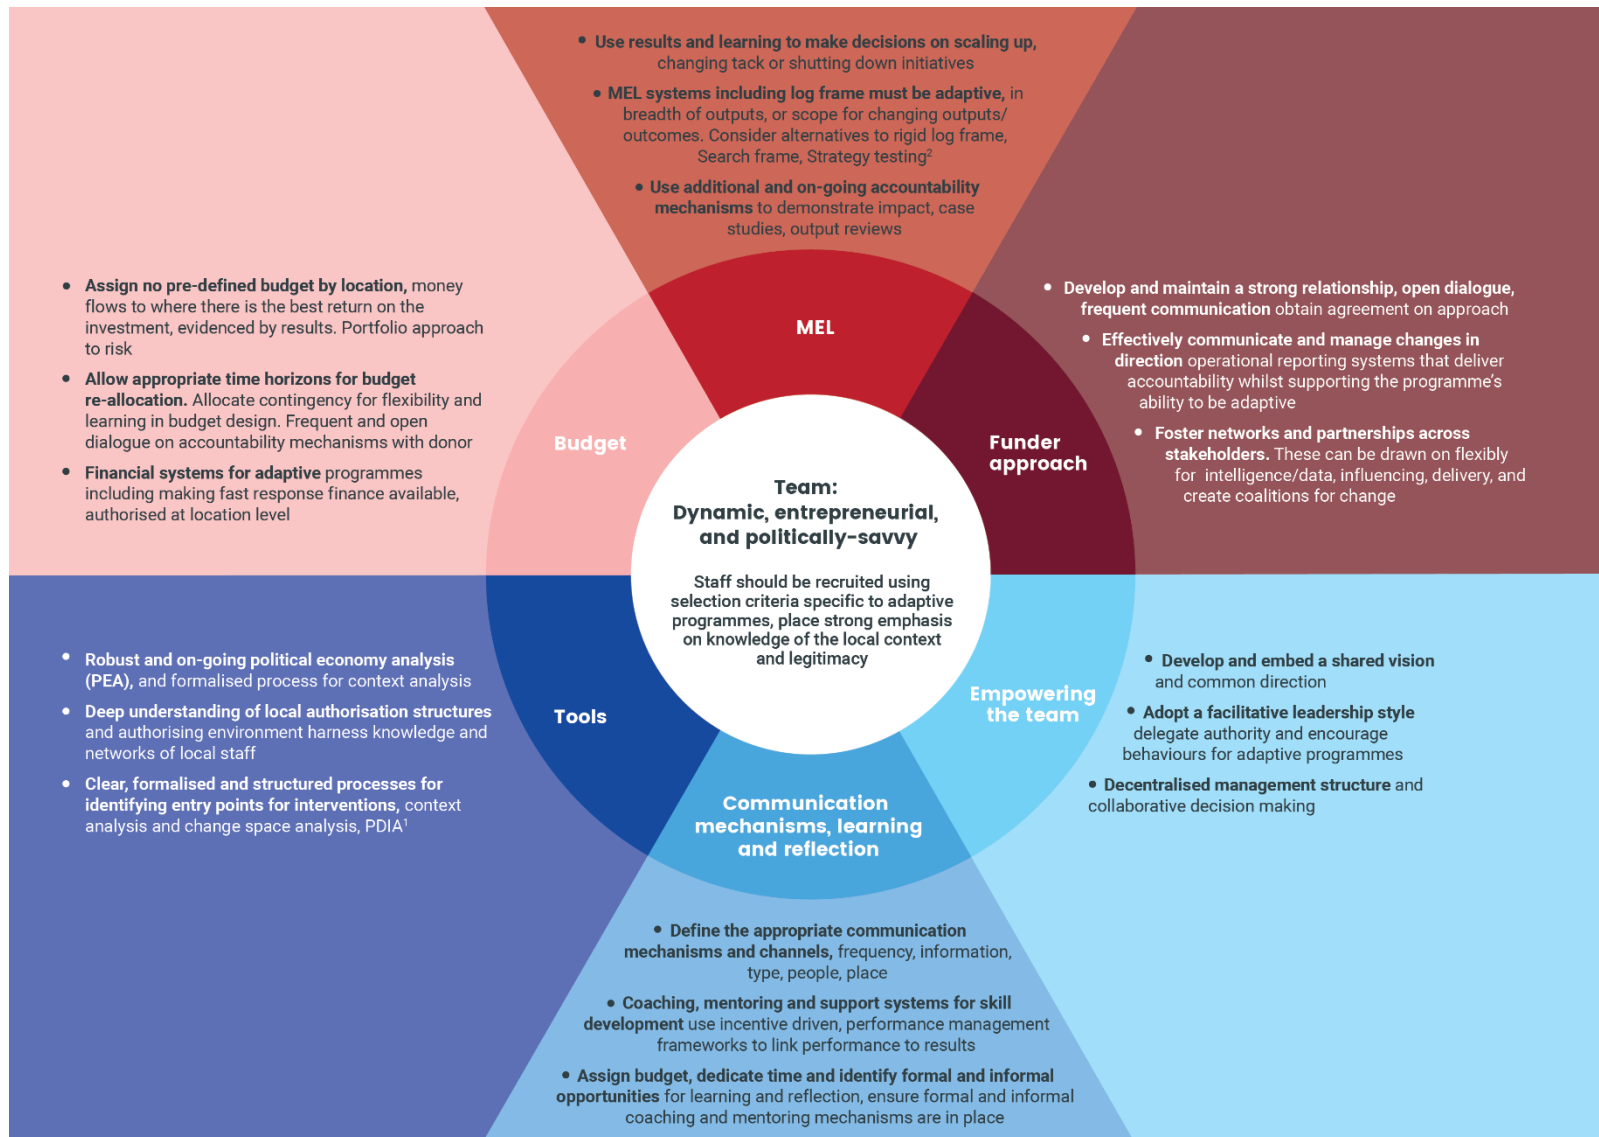 • Use results and learning to make decisions on scaling up,
changing tack or shutting down initiatives
• MEL systems including log frame must be adaptive, in
breadth of outputs, or scope for changing outputs/
outcomes. Consider alternatives to rigid log frame,
Search frame, Strategy testing²
• Use additional and on-going accountability
mechanisms to demonstrate impact, case
studies, output reviews
MEL
• Assign no pre-defined budget by location, money
flows to where there is the best return on the
investment, evidenced by results. Portfolio approach
to risk
• Allow appropriate time horizons for budget
re-allocation. Allocate contingency for flexibility and
learning in budget design. Frequent and open
dialogue on accountability mechanisms with donor
• Financial systems for adaptive programmes
including making fast response finance available,
authorised at location level
Budget
Funder
approach
• Develop and maintain a strong relationship, open dialogue,
frequent communication obtain agreement on approach
• Effectively communicate and manage changes in
direction operational reporting systems that deliver
accountability whilst supporting the programme's
ability to be adaptive
• Foster networks and partnerships across
stakeholders. These can be drawn on flexibly
for intelligence/data, influencing, delivery, and
create coalitions for change
Team:
Dynamic, entrepreneurial,
and politically-savvy
Staff should be recruited using
selection criteria specific to adaptive
programmes, place strong emphasis
on knowledge of the local context
and legitimacy
• Robust and on-going political economy analysis
(PEA), and formalised process for context analysis
• Deep understanding of local authorisation structures
and authorising environment harness knowledge and
networks of local staff
• Clear, formalised and structured processes for
identifying entry points for interventions, context
analysis and change space analysis, PDIA¹
Tools
Empowering
the team
• Develop and embed a shared vision
and common direction
• Adopt a facilitative leadership style
delegate authority and encourage
behaviours for adaptive programmes
• Decentralised management structure and
collaborative decision making
Communication
mechanisms, learning
and reflection
• Define the appropriate communication
mechanisms and channels, frequency, information,
type, people, place
• Coaching, mentoring and support systems for skill
development use incentive driven, performance management
frameworks to link performance to results
• Assign budget, dedicate time and identify formal and informal
opportunities for learning and reflection, ensure formal and informal
coaching and mentoring mechanisms are in place